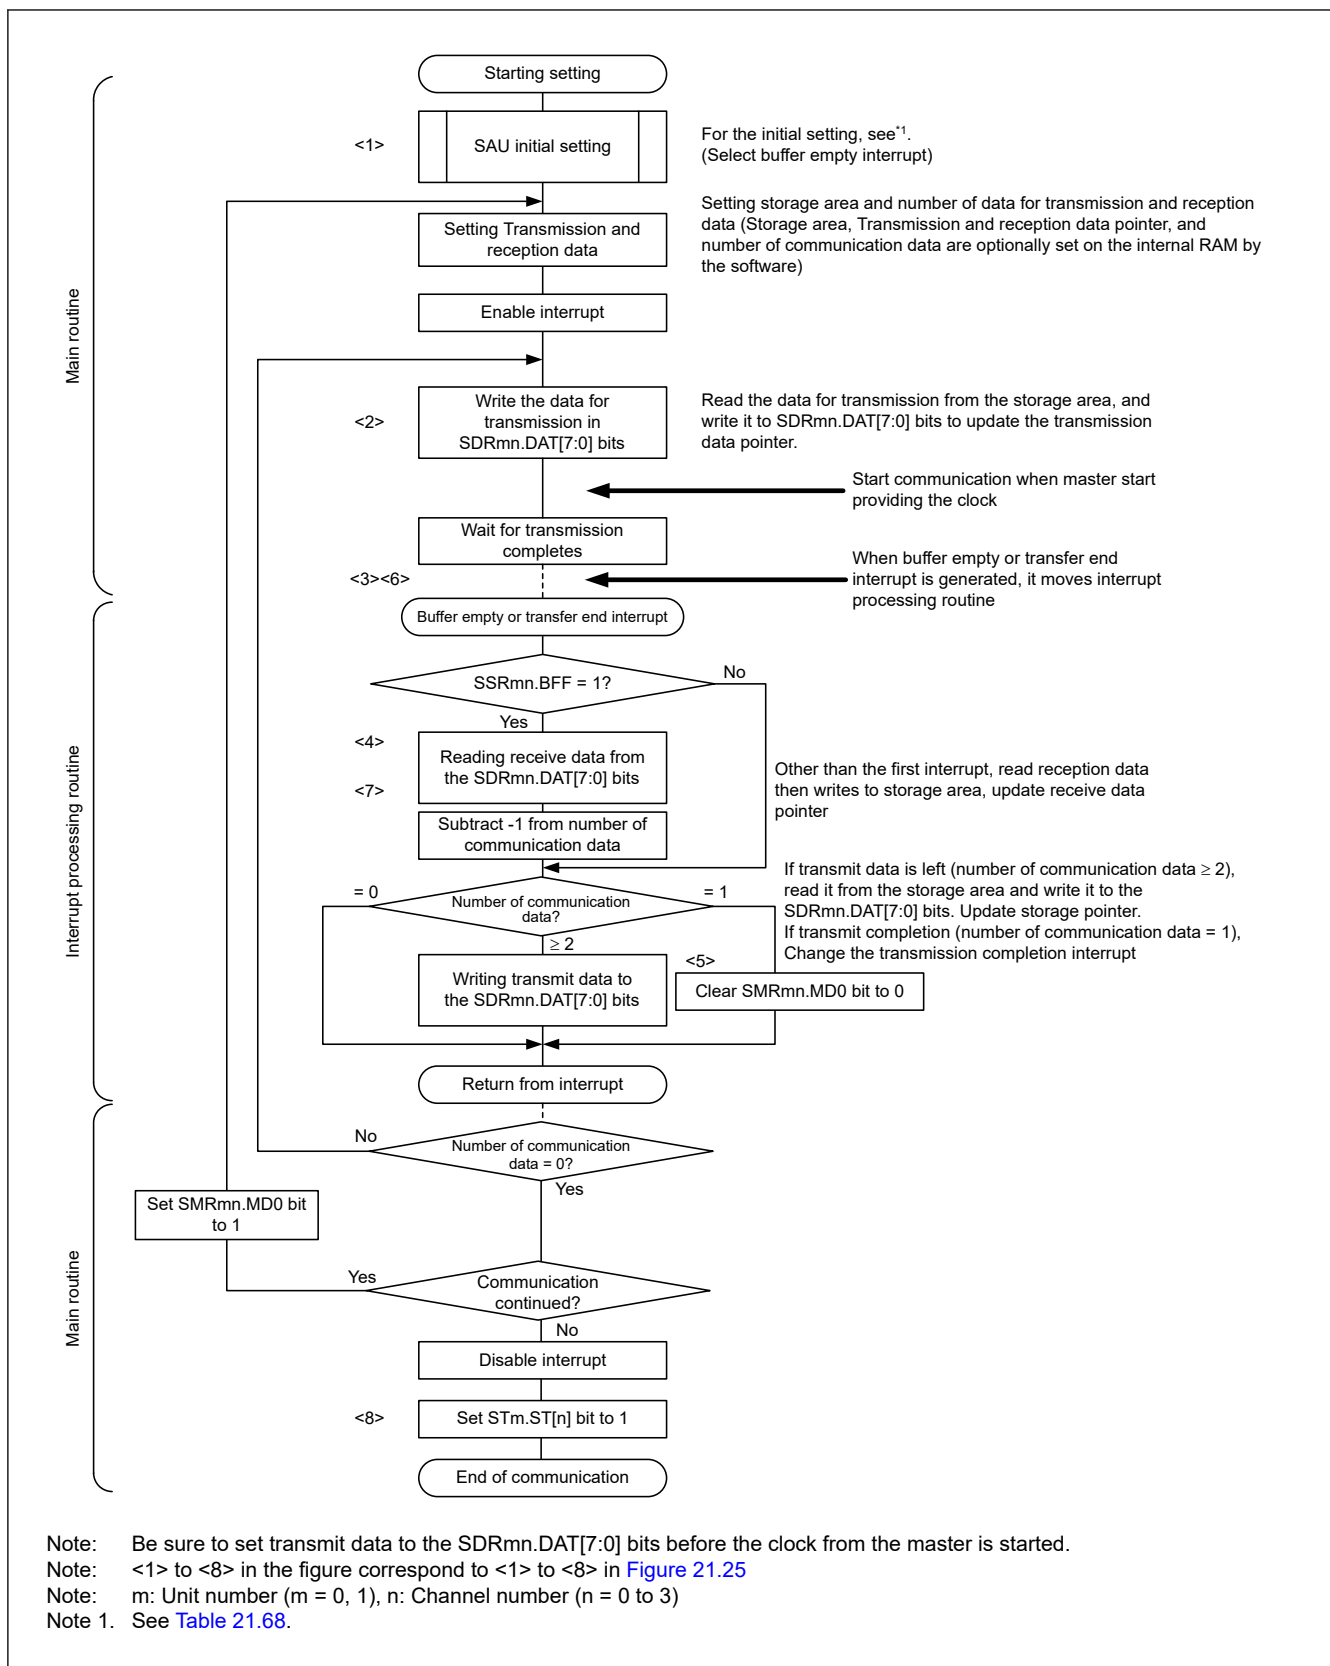 Starting setting
<1>
SAU initial setting
For the initial setting, see*1.
(Select buffer empty interrupt)
Setting Transmission and
reception data
Setting storage area and number of data for transmission and reception
data (Storage area, Transmission and reception data pointer, and
number of communication data are optionally set on the internal RAM by
the software)
Enable interrupt
Main routine
<2>
Write the data for
transmission in
SDRmn.DAT[7:0] bits
Read the data for transmission from the storage area, and
write it to SDRmn.DAT[7:0] bits to update the transmission
data pointer.
Start communication when master start
providing the clock
Wait for transmission
completes
<3><6>
When buffer empty or transfer end
interrupt is generated, it moves interrupt
processing routine
Buffer empty or transfer end interrupt
SSRmn.BFF = 1?
No
Yes
<4>
Reading receive data from
the SDRmn.DAT[7:0] bits
<7>
Other than the first interrupt, read reception data
then writes to storage area, update receive data
pointer
Subtract -1 from number of
communication data
Interrupt processing routine
= 0
Number of communication
data?
= 1
≥ 2
If transmit data is left (number of communication data ≥ 2),
read it from the storage area and write it to the
SDRmn.DAT[7:0] bits. Update storage pointer.
If transmit completion (number of communication data = 1),
Change the transmission completion interrupt
Writing transmit data to
the SDRmn.DAT[7:0] bits
<5>
Clear SMRmn.MD0 bit to 0
Return from interrupt
No
Number of communication
data = 0?
Yes
Set SMRmn.MD0 bit
to 1
Yes
Communication
continued?
No
Main routine
Disable interrupt
<8>
Set STm.ST[n] bit to 1
End of communication
Note: Be sure to set transmit data to the SDRmn.DAT[7:0] bits before the clock from the master is started.
Note: <1> to <8> in the figure correspond to <1> to <8> in Figure 21.25
Note: m: Unit number (m = 0, 1), n: Channel number (n = 0 to 3)
Note 1. See Table 21.68.